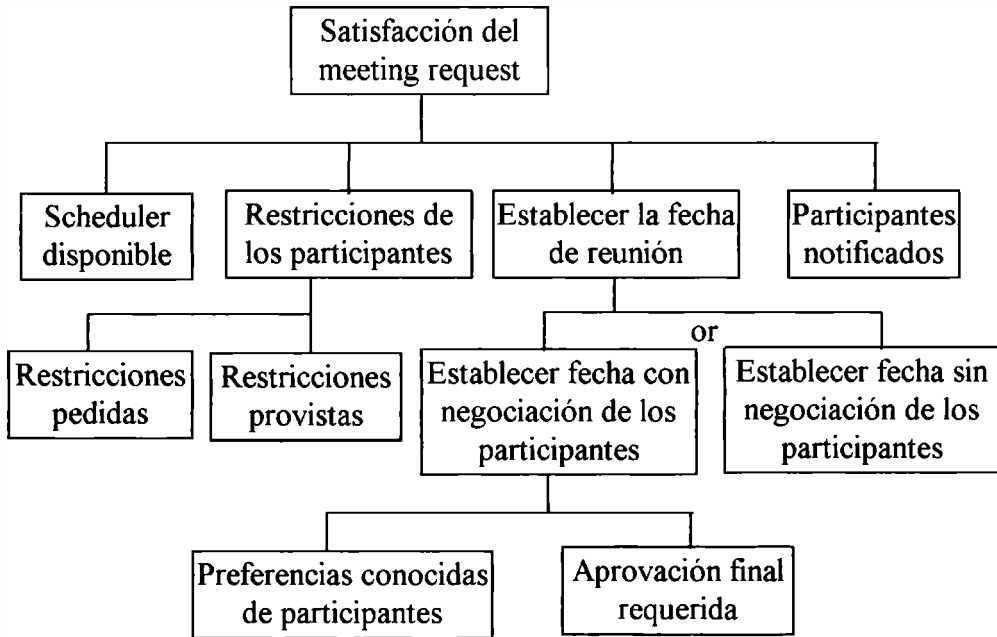 Satisfacción del
meeting request
Scheduler
disponible
Restricciones de
los participantes
Establecer la fecha
de reunión
Participantes
notificados
or
Restricciones
pedidas
Restricciones
provistas
Establecer fecha con
negociación de los
participantes
Establecer fecha sin
negociación de los
participantes
Preferencias conocidas
de participantes
Aprovación final
requerida